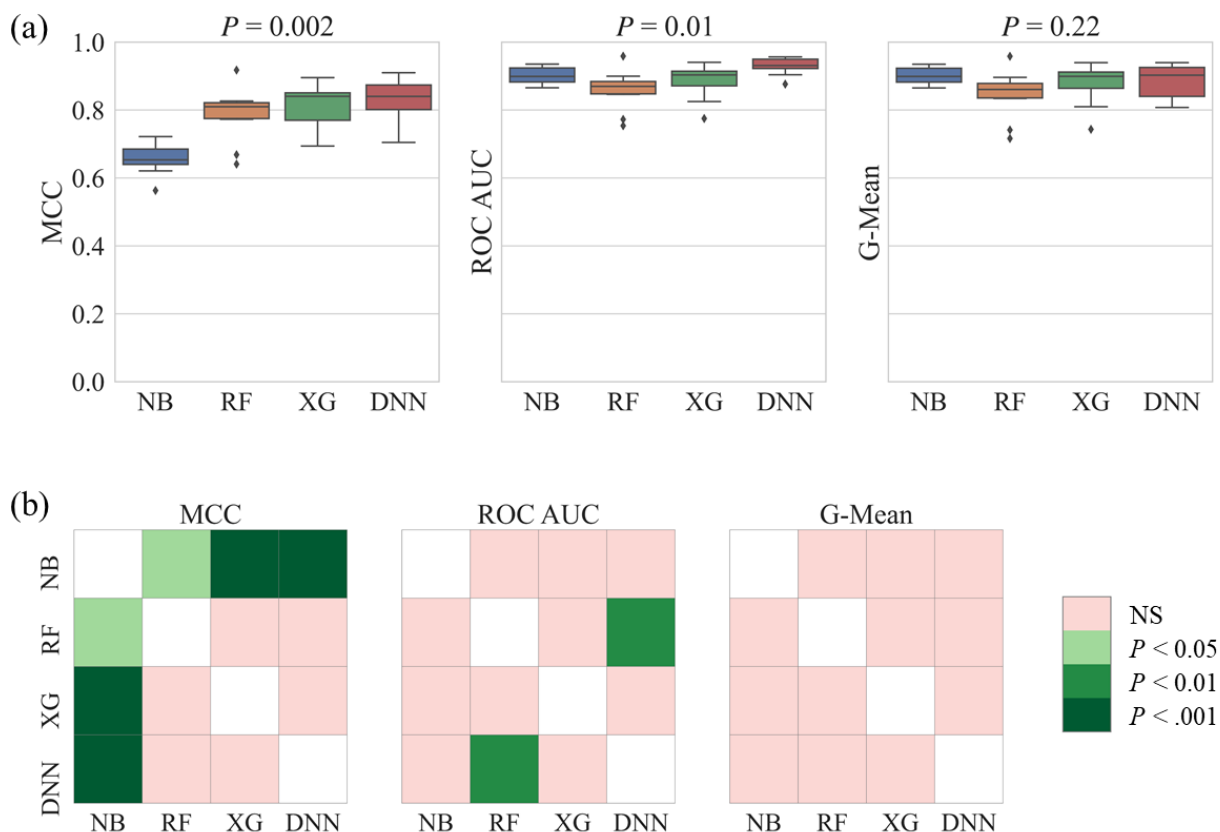 (a)
P = 0.002
P = 0.01
P = 0.22
MCC
1.0
0.8
0.6
0.4
0.2
0.0
NB RF XG DNN
ROC AUC
NB RF XG DNN
G-Mean
NB RF XG DNN
(b)
MCC
ROC AUC
G-Mean
NB
RF
XG
DNN
NB RF XG DNN
NB RF XG DNN
NB RF XG DNN
NS
P < 0.05
P < 0.01
P < .001